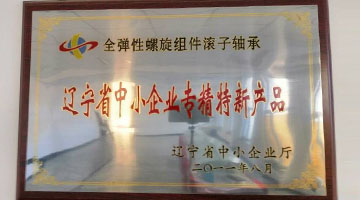 全弹性螺旋组件滚子轴承
辽宁省中小企业专精特新产品
辽宁省中小企业厅
二〇一一年八月